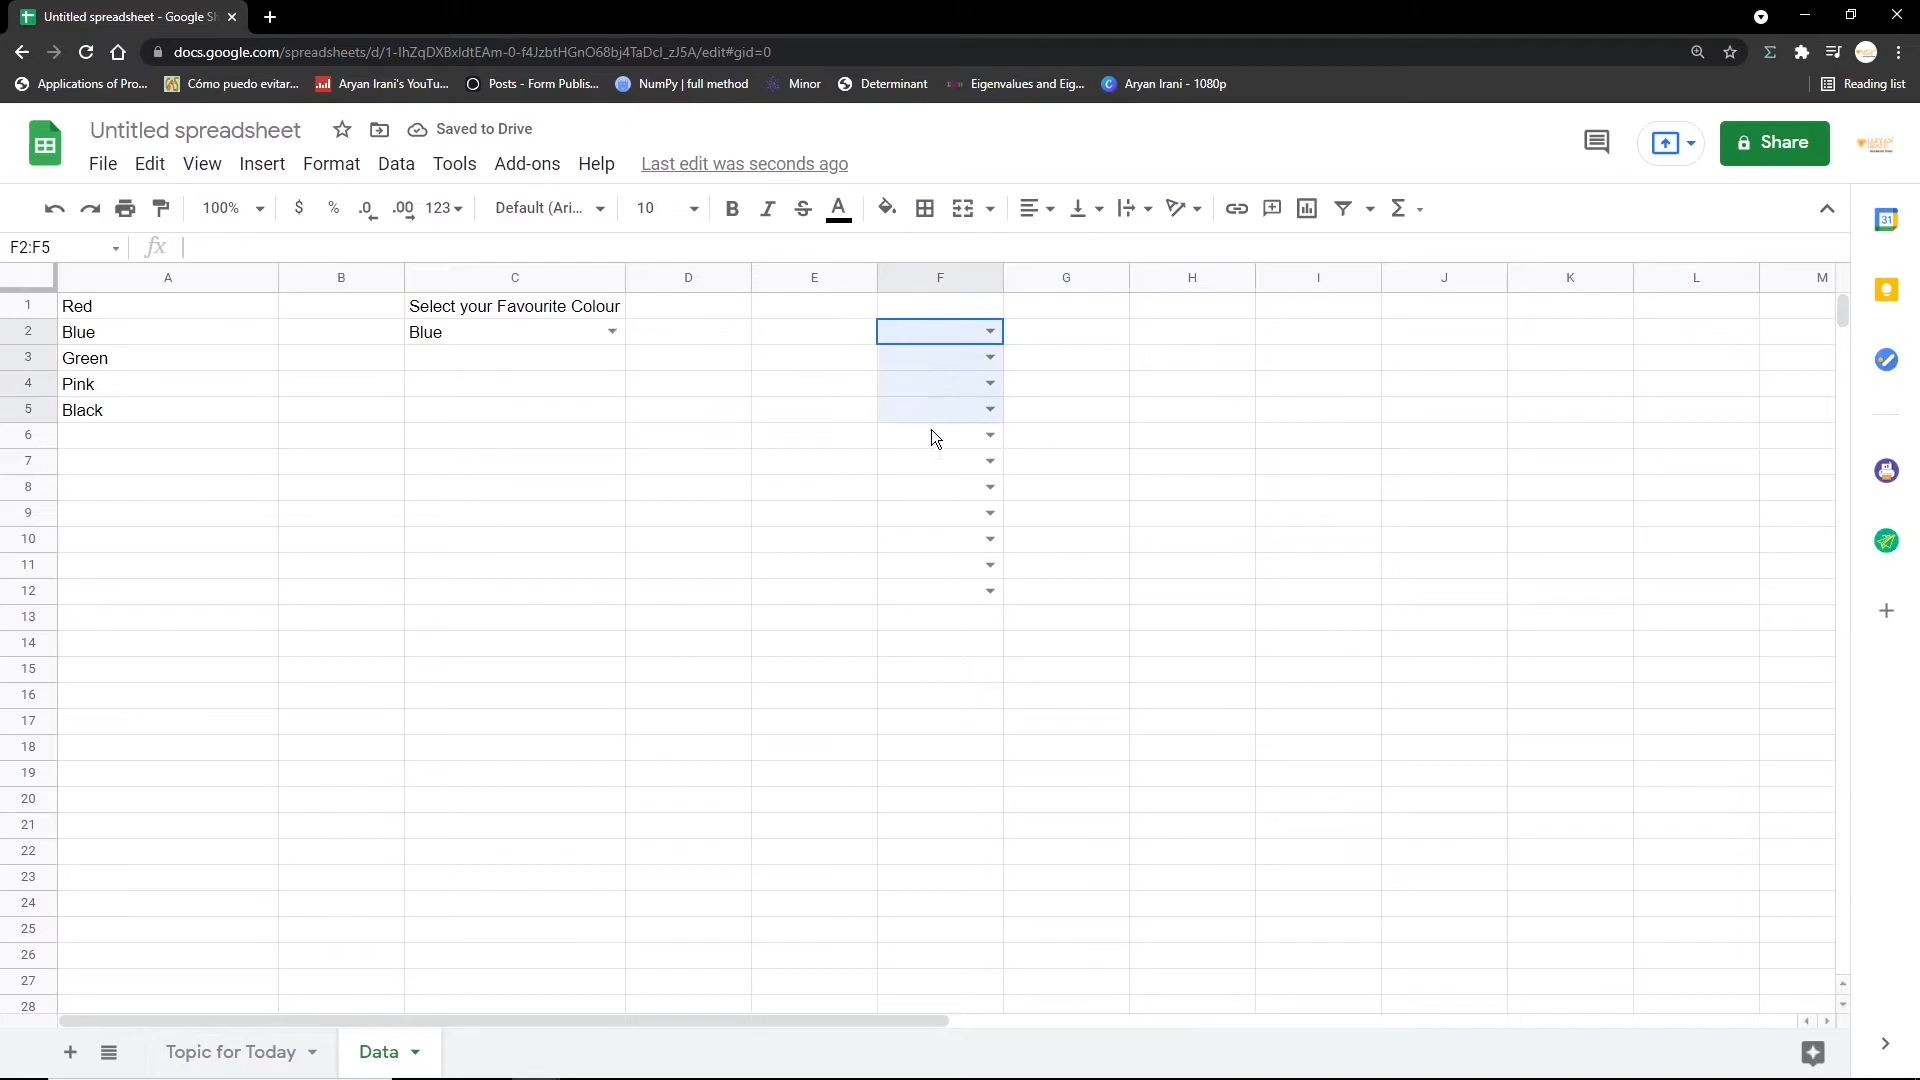 Untitled spreadsheet - Google Sh
docs.google.com/spreadsheets/d/1-IhZqDXBxldtEAm-0-f4JzbtHGnO68bj4TaDcI_zJ5A/edit#gid=0
Applications of Pro... Cómo puedo evitar... Aryan Irani's YouTu... Posts - Form Publis... NumPy | full method Minor Determinant Eigenvalues and Eig... Aryan Irani - 1080p Reading list
Untitled spreadsheet Saved to Drive
File Edit View Insert Format Data Tools Add-ons Help Last edit was seconds ago
Share
100% $ % .0 .00 123 Default (Ari... 10 B I S A Σ
F2:F5 fx
A B C D E F G H I J K L M
1 Red Select your Favourite Colour
2 Blue Blue
3 Green
4 Pink
5 Black
6
7
8
9
10
11
12
13
14
15
16
17
18
19
20
21
22
23
24
25
26
27
28
31
Topic for Today Data